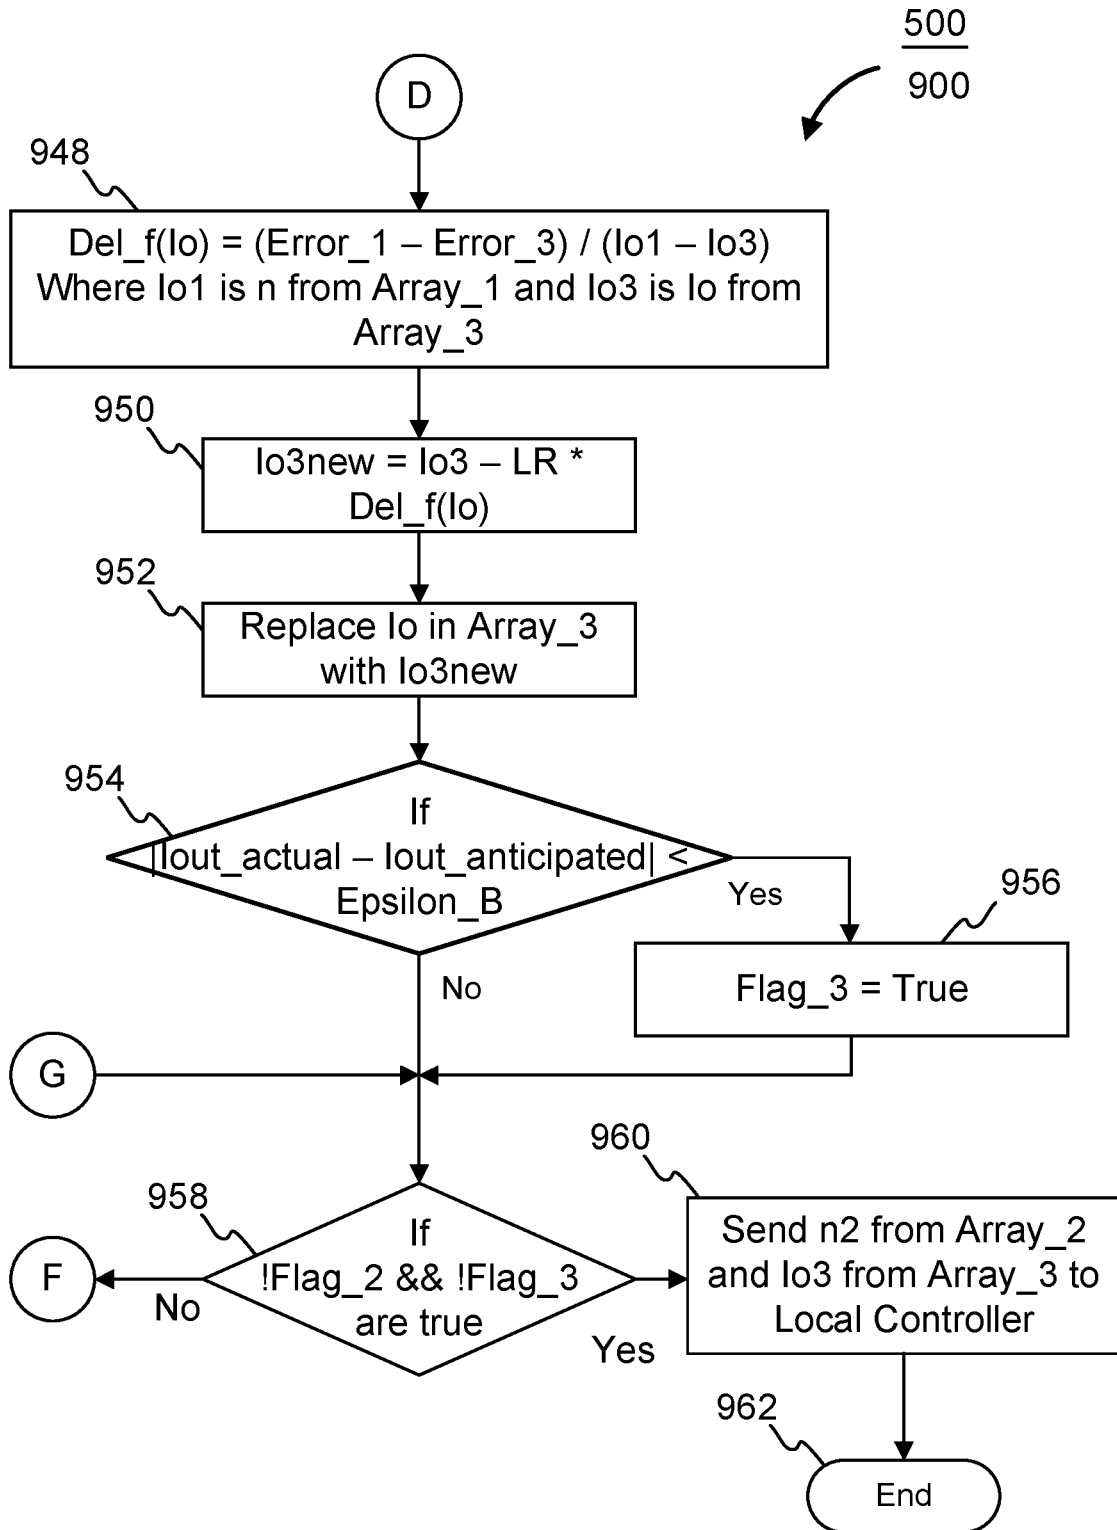 500
900
D
948
Del_f(Io) = (Error_1 – Error_3) / (Io1 – Io3)
Where Io1 is n from Array_1 and Io3 is Io from
Array_3
950
Io3new = Io3 – LR *
Del_f(Io)
952
Replace Io in Array_3
with Io3new
954
If
|Iout_actual – Iout_anticipated| <
Epsilon_B
Yes
956
Flag_3 = True
No
G
958
If
!Flag_2 && !Flag_3
are true
F
No
Yes
960
Send n2 from Array_2
and Io3 from Array_3 to
Local Controller
962
End